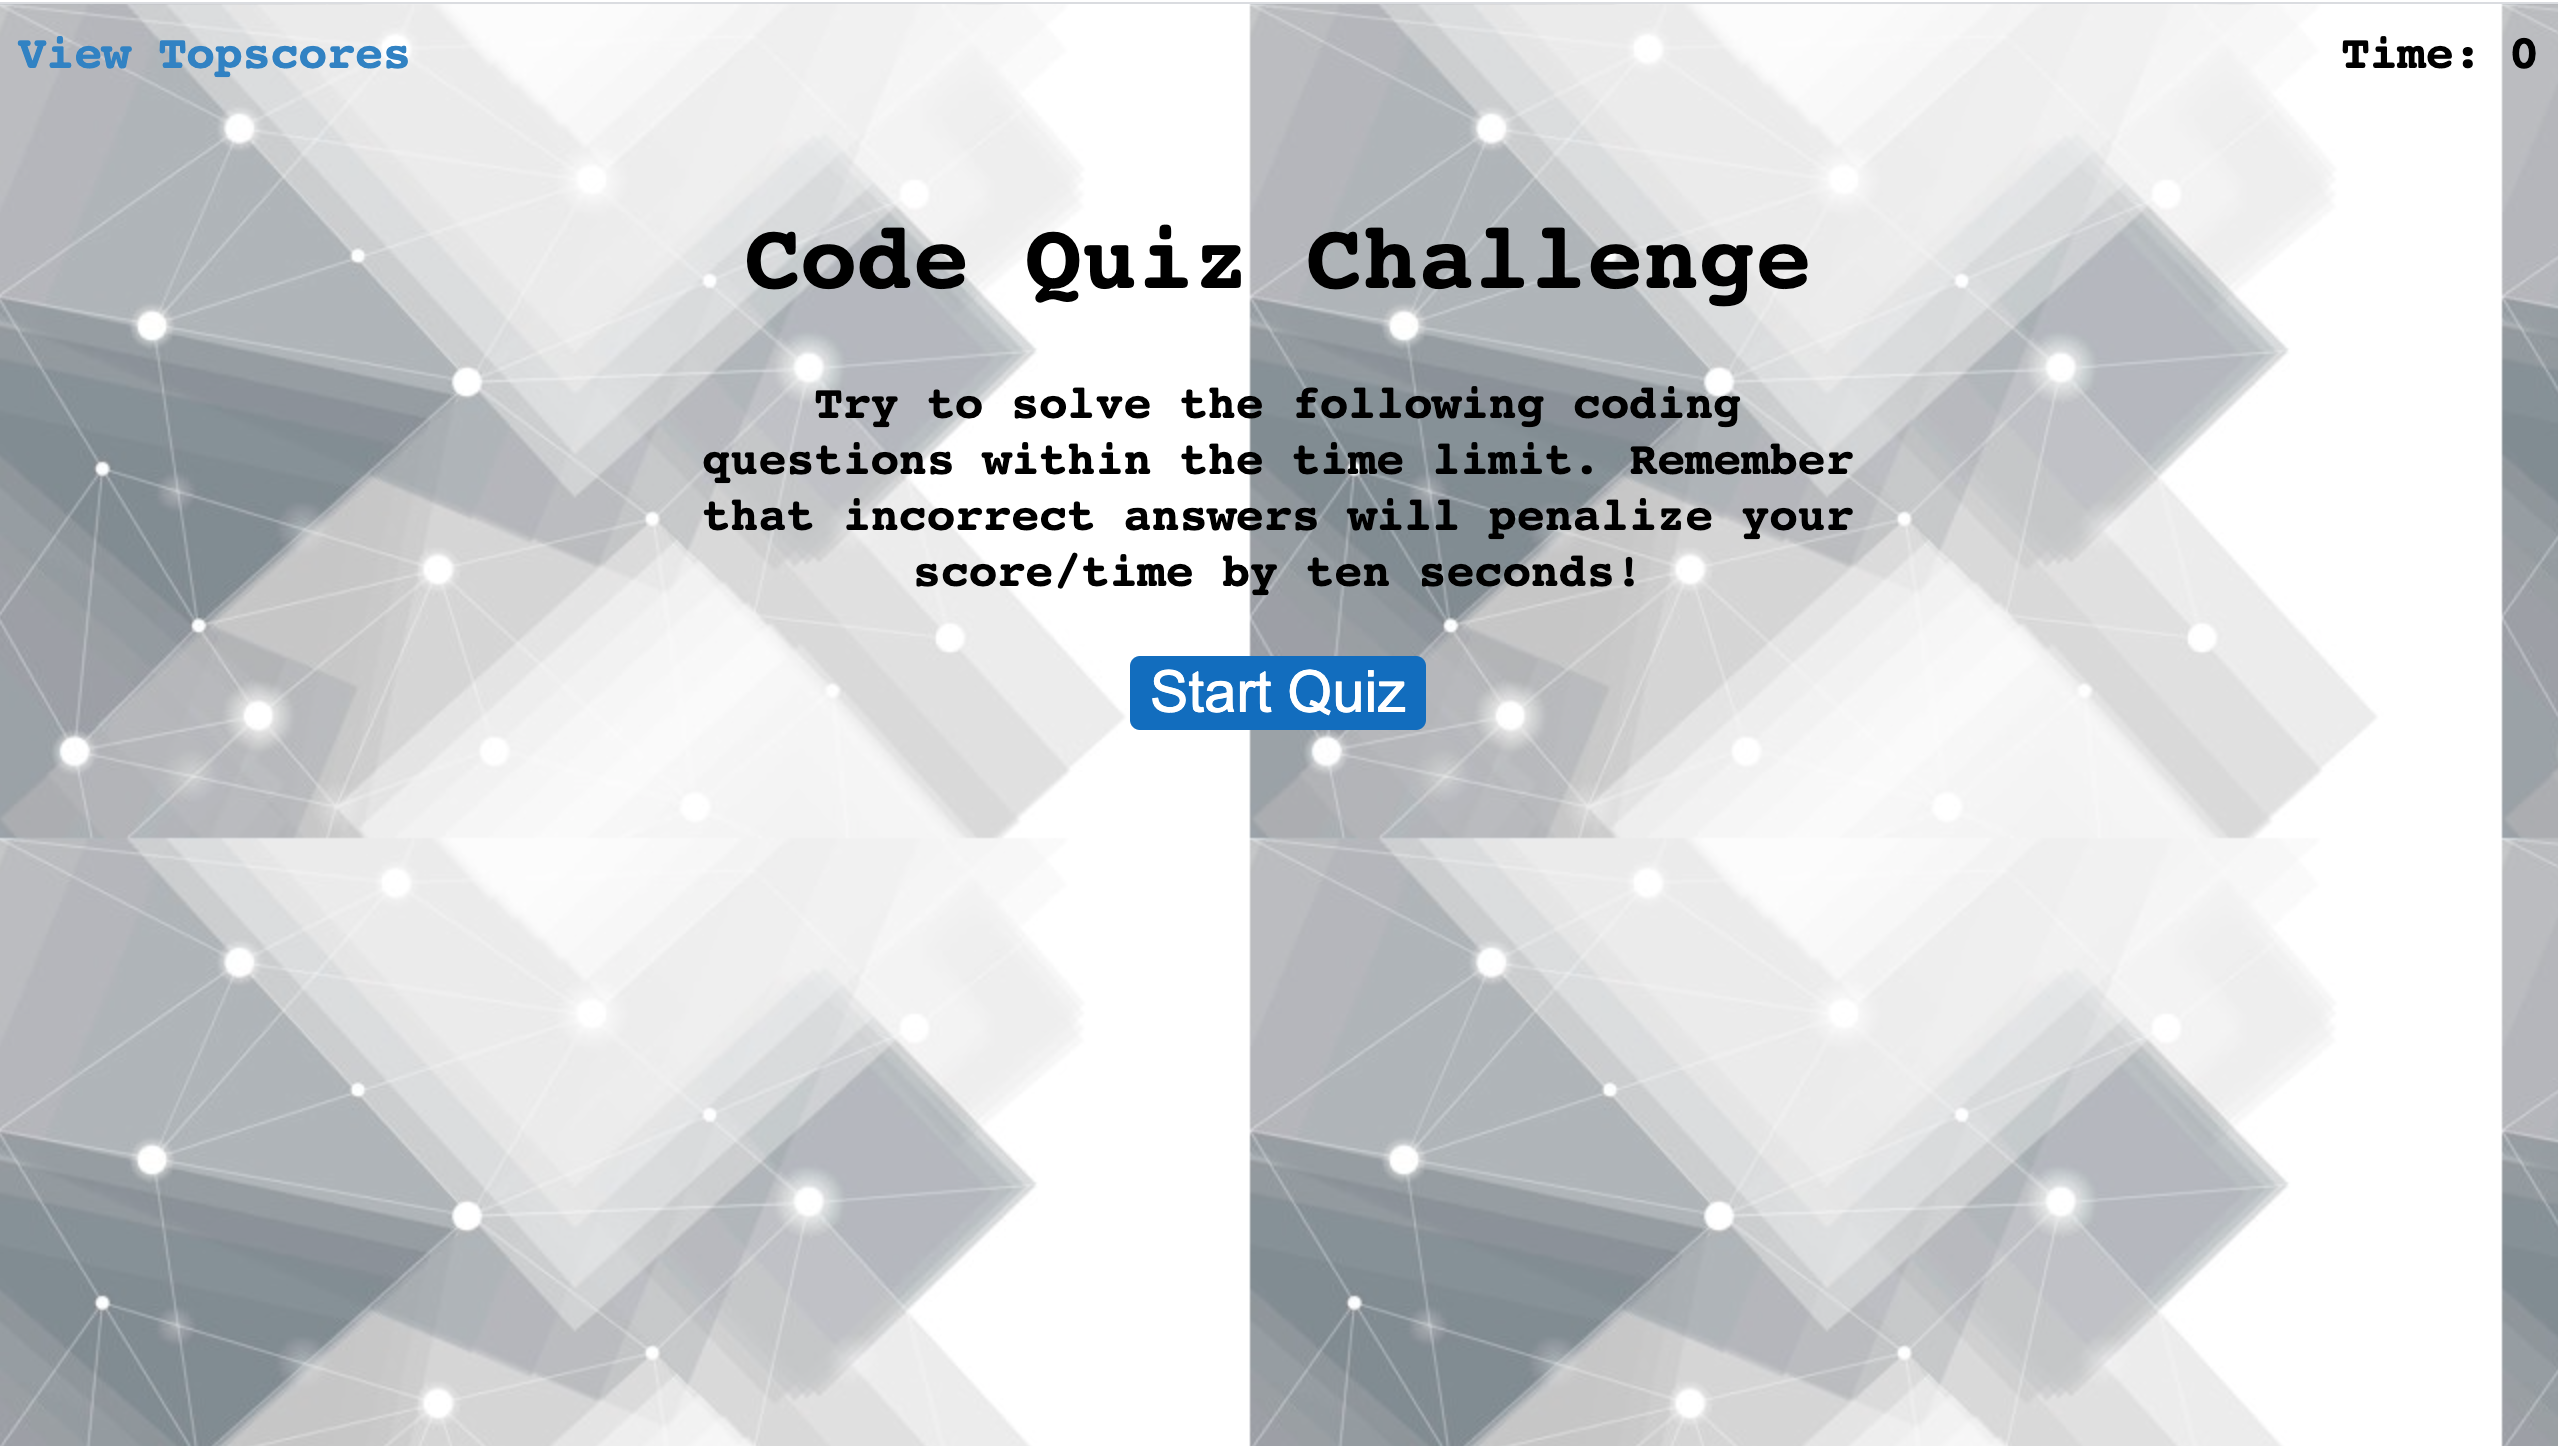 View Topscores
Time: 0
Code Quiz Challenge
Try to solve the following coding
questions within the time limit. Remember
that incorrect answers will penalize your
score/time by ten seconds!
Start Quiz